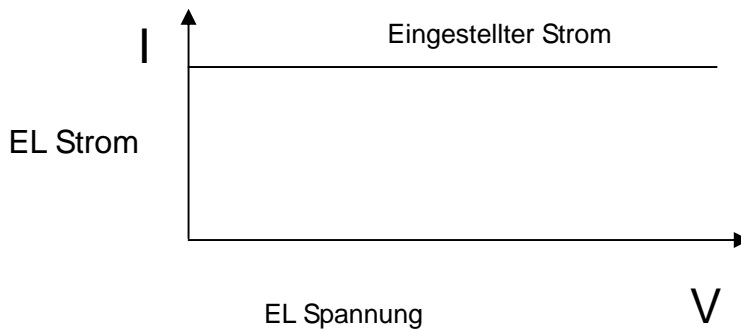 I
Eingestellter Strom
EL Strom
EL Spannung
V